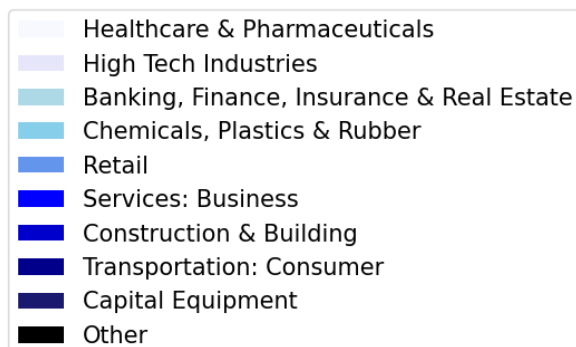 Healthcare & Pharmaceuticals
High Tech Industries
Banking, Finance, Insurance & Real Estate
Chemicals, Plastics & Rubber
Retail
Services: Business
Construction & Building
Transportation: Consumer
Capital Equipment
Other